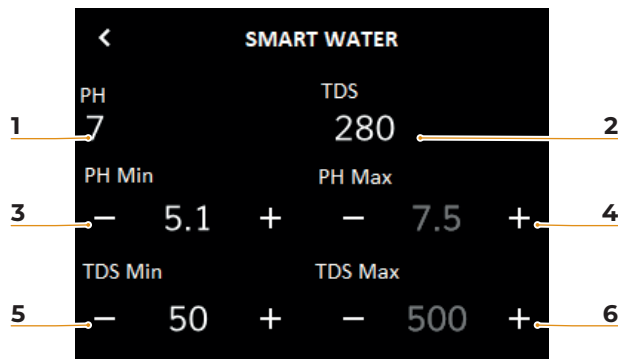 < SMART WATER
PH TDS
1 7 280 2
PH Min PH Max
3 − 5.1 + − 7.5 + 4
TDS Min TDS Max
5 − 50 + − 500 + 6